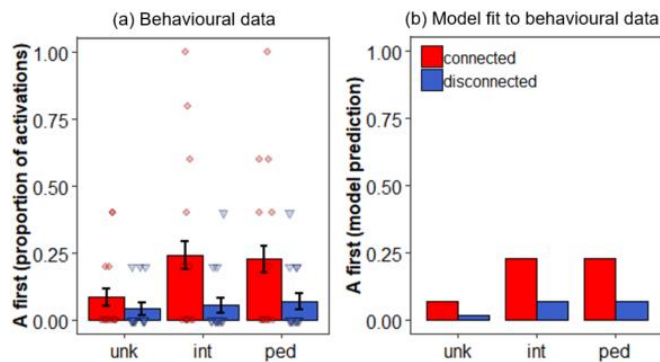 (a) Behavioural data
A first (proportion of activations)
1.00
0.75
0.50
0.25
0.00
unk int ped
(b) Model fit to behavioural data
A first (model prediction)
1.00
0.75
0.50
0.25
0.00
connected
disconnected
unk int ped